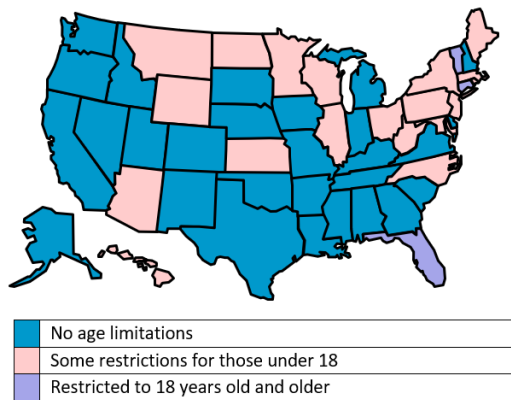 No age limitations
Some restrictions for those under 18
Restricted to 18 years old and older